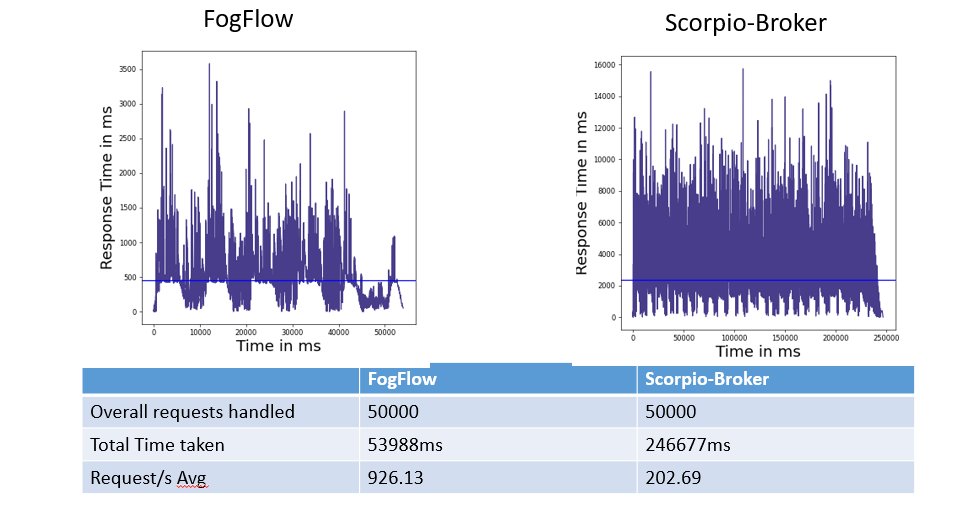 FogFlow
Scorpio-Broker
Response Time in ms
3500
3000
2500
2000
1500
1000
500
0
0 10000 20000 30000 40000 50000
Time in ms
Response Time in ms
16000
14000
12000
10000
8000
6000
4000
2000
0
0 50000 100000 150000 200000 250000
Time in ms
FogFlow Scorpio-Broker
Overall requests handled 50000 50000
Total Time taken 53988ms 246677ms
Request/s Avg 926.13 202.69